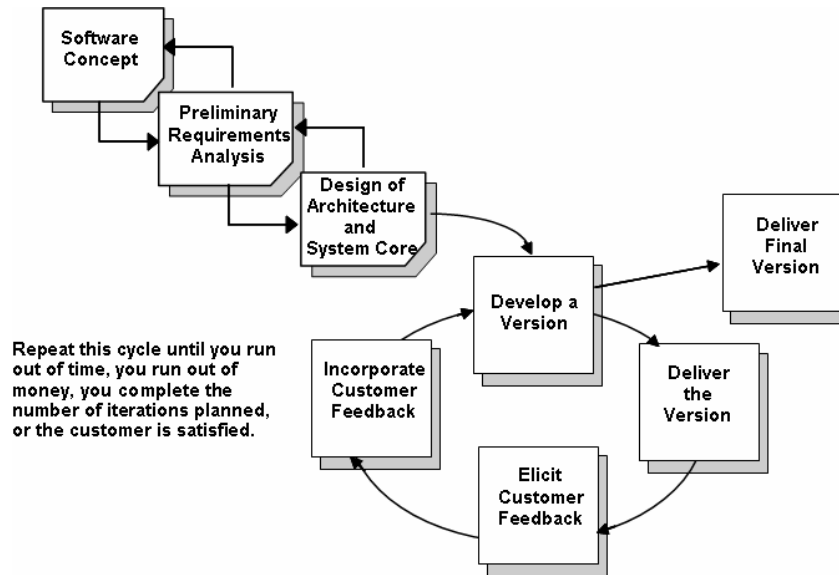 Software
Concept
Preliminary
Requirements
Analysis
Design of
Architecture
and
System Core
Deliver
Final
Version
Develop a
Version
Repeat this cycle until you run
out of time, you run out of
money, you complete the
number of iterations planned,
or the customer is satisfied.
Incorporate
Customer
Feedback
Deliver
the
Version
Elicit
Customer
Feedback